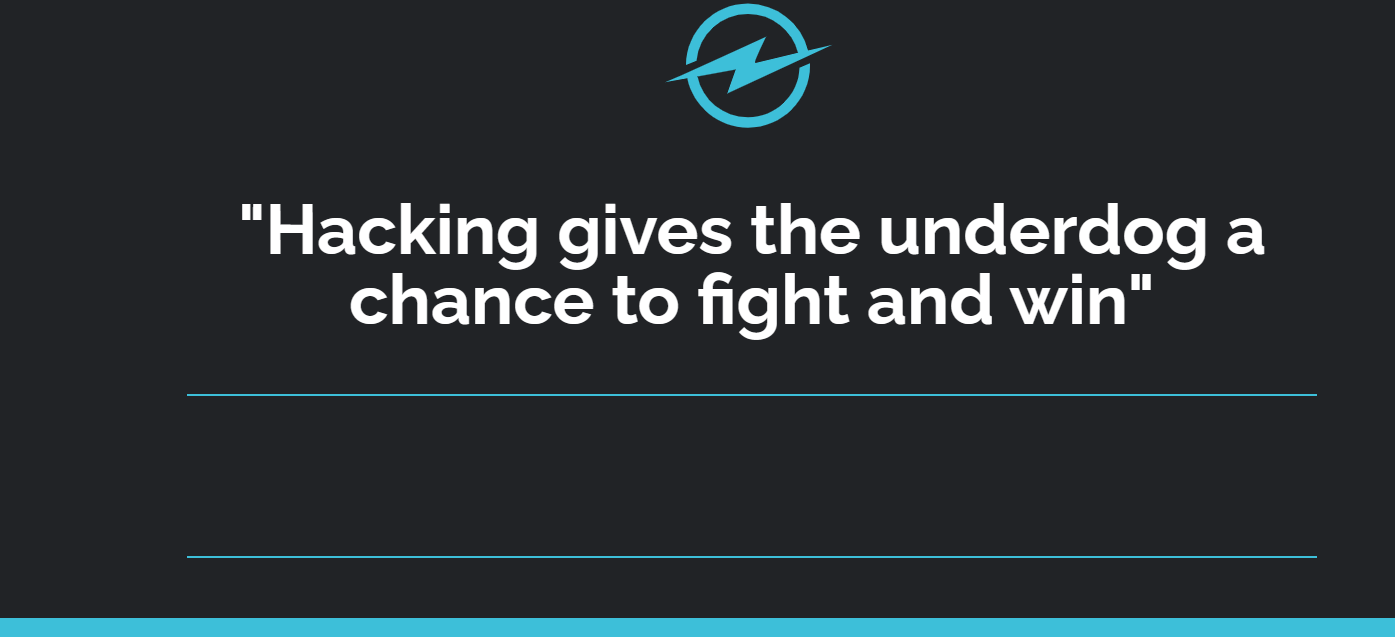 "Hacking gives the underdog a
chance to fight and win"